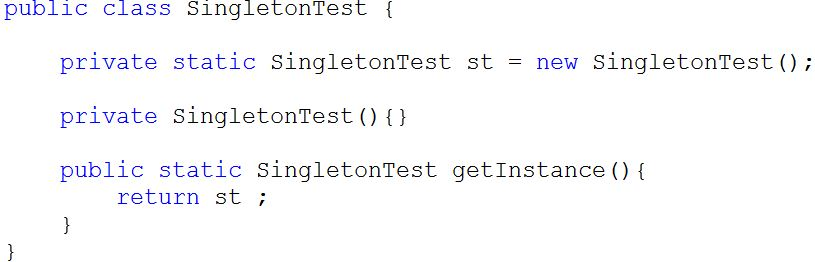 public class SingletonTest {
    private static SingletonTest st = new SingletonTest();
    private SingletonTest(){}
    public static SingletonTest getInstance(){
        return st ;
    }
}